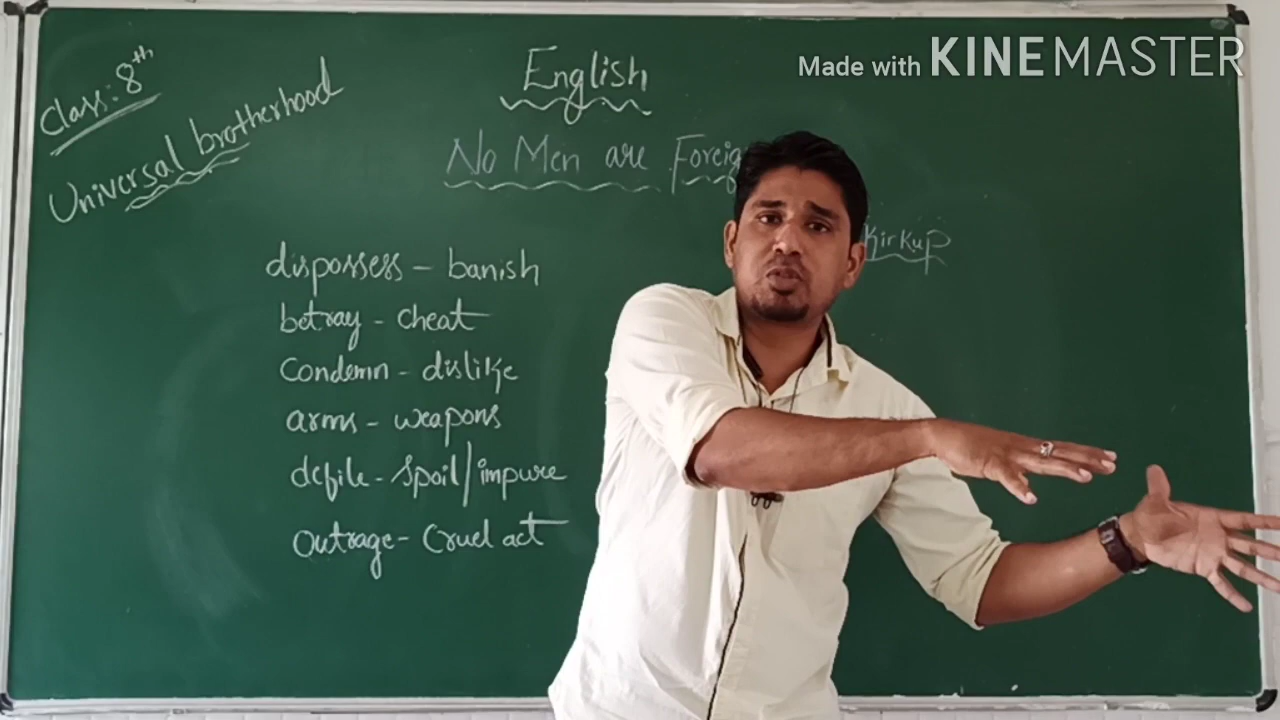 Made with KINEMASTER
Class: 8th
English
Universal brotherhood
No Men are Foreig
Kirkup
disposses – banish
betray - cheat
Condemn - dislike
arms - weapons
defile - spoil/impure
Outrage - Cruel act